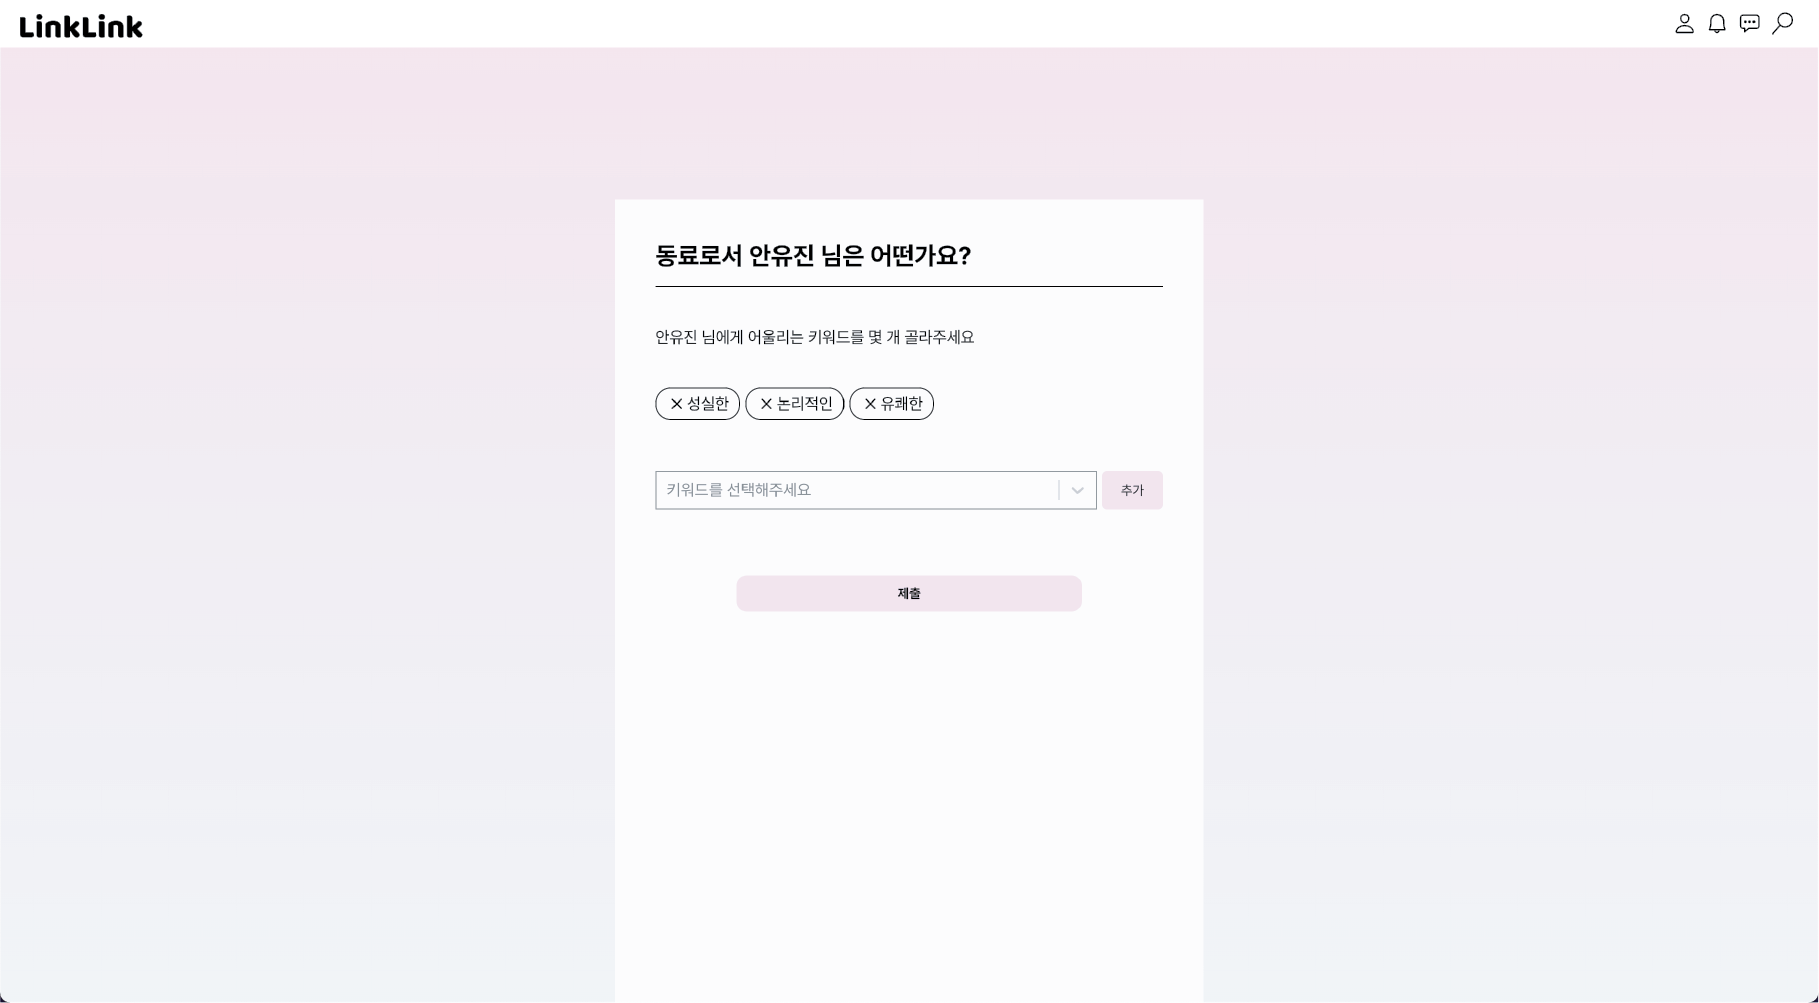 LinkLink
동료로서 안유진 님은 어떤가요?
안유진 님에게 어울리는 키워드를 몇 개 골라주세요
성실한 논리적인 유쾌한
키워드를 선택해주세요 추가
제출